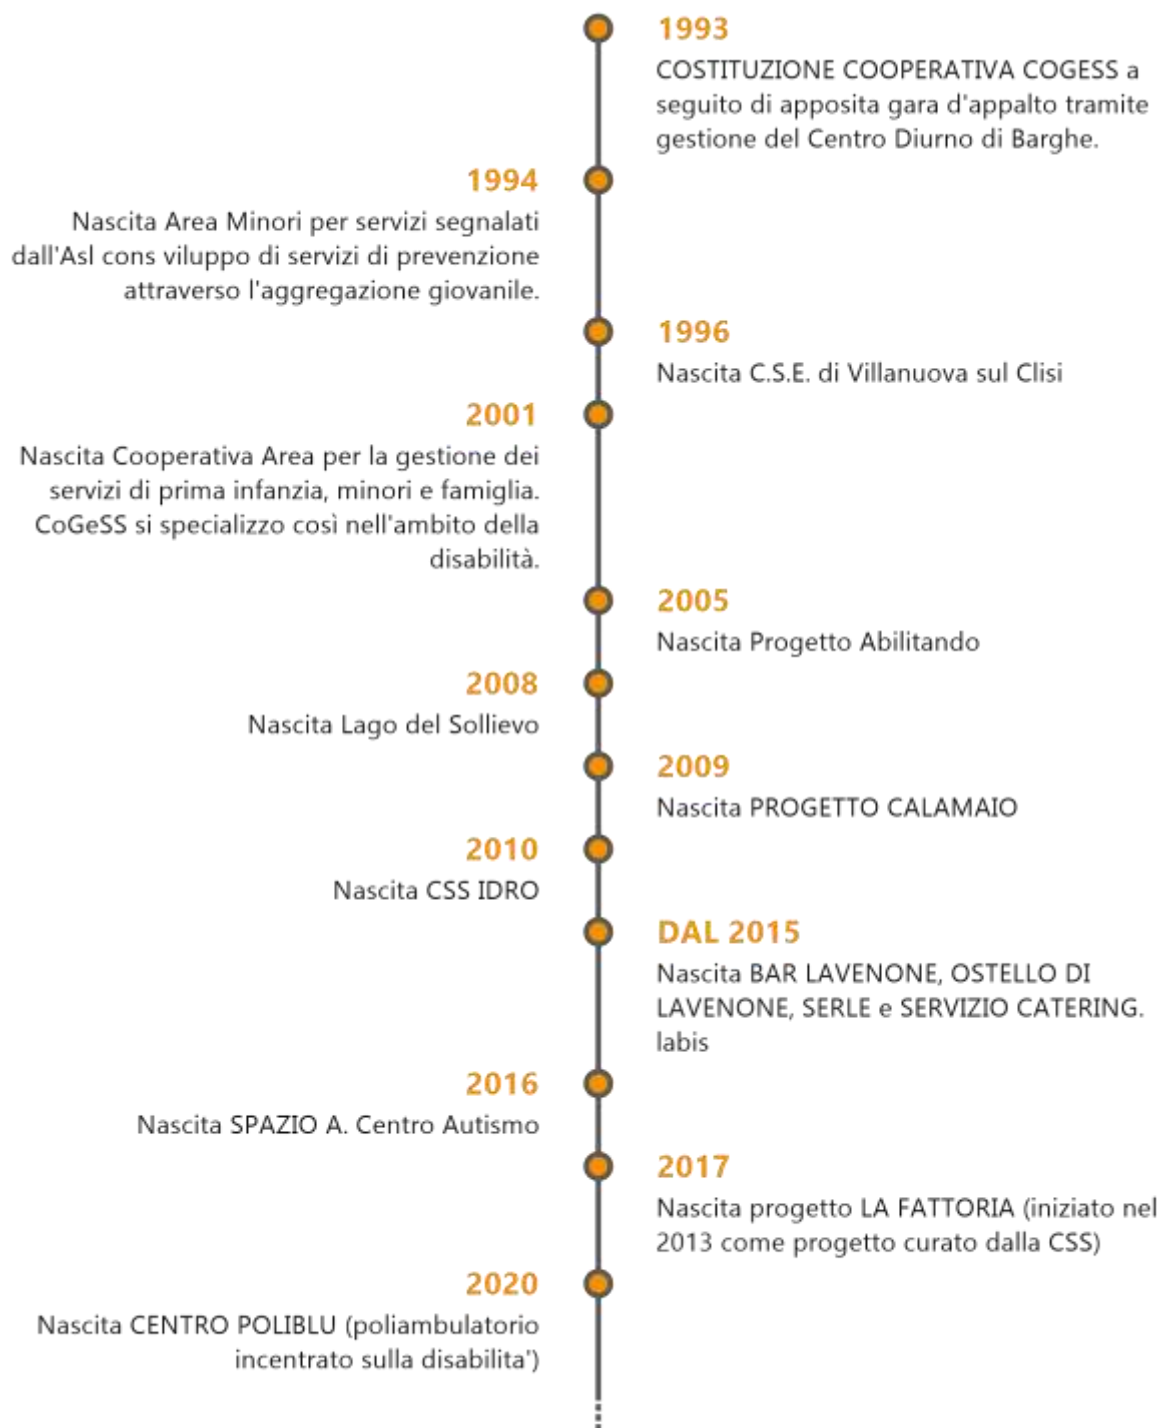 1993
COSTITUZIONE COOPERATIVA COGESS a
seguito di apposita gara d'appalto tramite
gestione del Centro Diurno di Barghe.
1994
Nascita Area Minori per servizi segnalati
dall'Asl cons viluppo di servizi di prevenzione
attraverso l'aggregazione giovanile.
1996
Nascita C.S.E. di Villanuova sul Clisi
2001
Nascita Cooperativa Area per la gestione dei
servizi di prima infanzia, minori e famiglia.
CoGeSS si specializzo così nell'ambito della
disabilità.
2005
Nascita Progetto Abilitando
2008
Nascita Lago del Sollievo
2009
Nascita PROGETTO CALAMAIO
2010
Nascita CSS IDRO
DAL 2015
Nascita BAR LAVENONE, OSTELLO DI
LAVENONE, SERLE e SERVIZIO CATERING.
labis
2016
Nascita SPAZIO A. Centro Autismo
2017
Nascita progetto LA FATTORIA (iniziato nel
2013 come progetto curato dalla CSS)
2020
Nascita CENTRO POLIBLU (poliambulatorio
incentrato sulla disabilita')